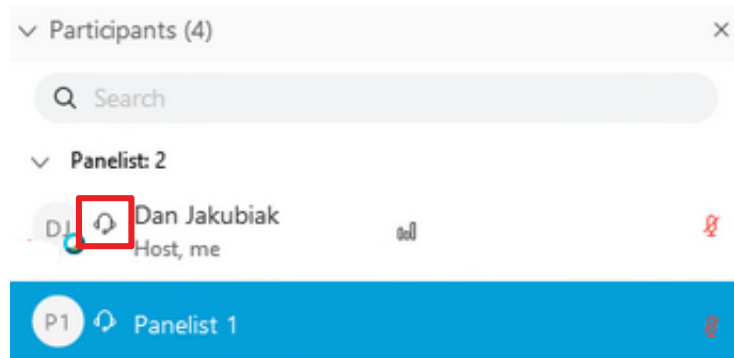 Participants (4)
Search
Panelist: 2
DJ Dan Jakubiak
Host, me
P1 Panelist 1